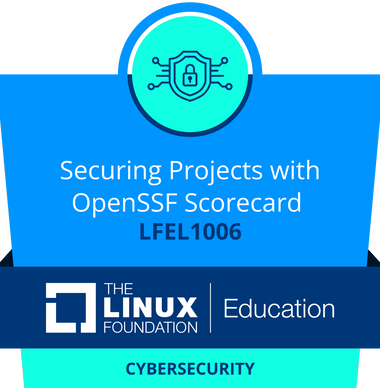 Securing Projects with
OpenSSF Scorecard
LFEL1006
THE
LINUX
FOUNDATION
Education
CYBERSECURITY